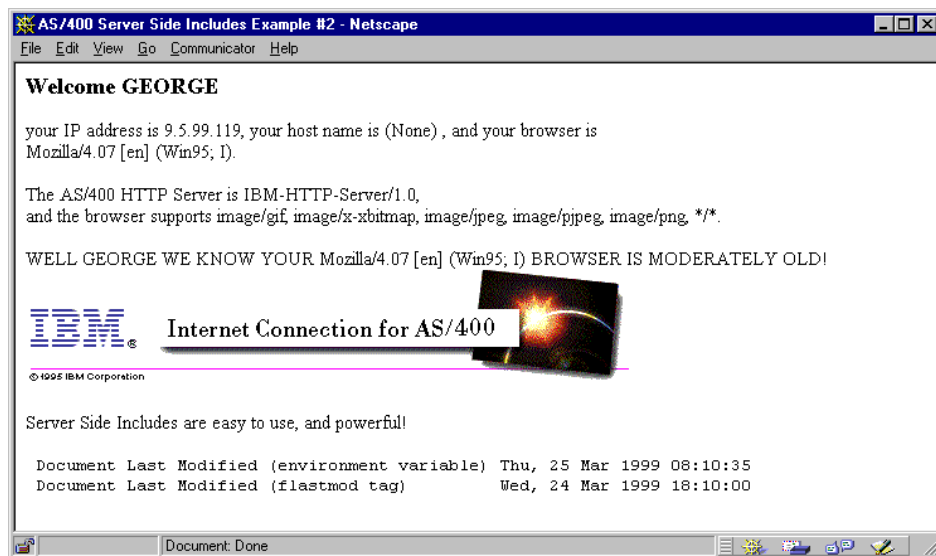 AS/400 Server Side Includes Example #2 - Netscape
File Edit View Go Communicator Help
Welcome GEORGE
your IP address is 9.5.99.119, your host name is (None) , and your browser is
Mozilla/4.07 [en] (Win95; I).
The AS/400 HTTP Server is IBM-HTTP-Server/1.0,
and the browser supports image/gif, image/x-xbitmap, image/jpeg, image/pjpeg, image/png, */*.
WELL GEORGE WE KNOW YOUR Mozilla/4.07 [en] (Win95; I) BROWSER IS MODERATELY OLD!
IBM® Internet Connection for AS/400
©1995 IBM Corporation
Server Side Includes are easy to use, and powerful!
Document Last Modified (environment variable) Thu, 25 Mar 1999 08:10:35
Document Last Modified (flastmod tag) Wed, 24 Mar 1999 18:10:00
Document: Done